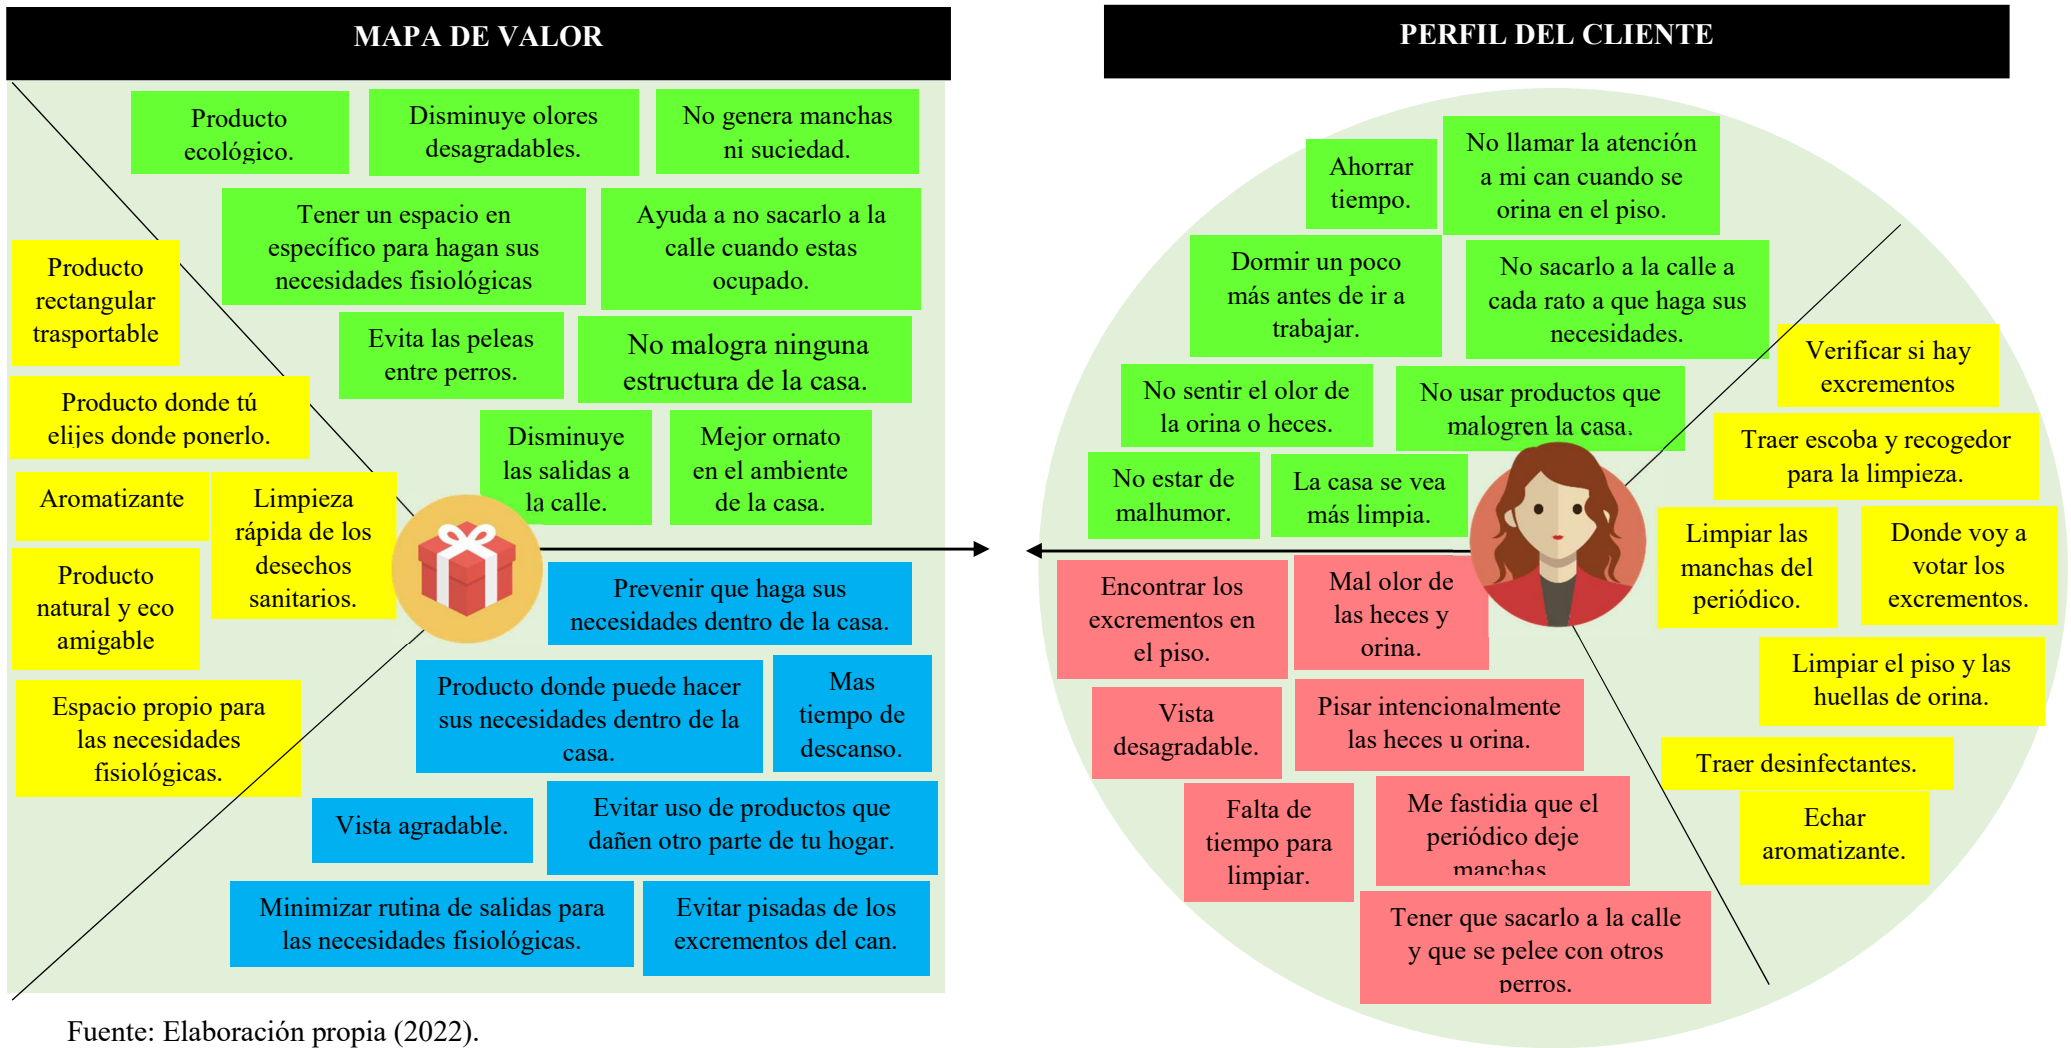 MAPA DE VALOR
Producto
ecológico.
Disminuye olores
desagradables.
No genera manchas
ni suciedad.
Tener un espacio en
específico para hagan sus
necesidades fisiológicas
Ayuda a no sacarlo a la
calle cuando estas
ocupado.
Evita las peleas
entre perros.
No malogra ninguna
estructura de la casa.
Disminuye
las salidas a
la calle.
Mejor ornato
en el ambiente
de la casa.
Producto
rectangular
trasportable
Producto donde tú
elijes donde ponerlo.
Aromatizante
Limpieza
rápida de los
desechos
sanitarios.
Producto
natural y eco
amigable
Espacio propio para
las necesidades
fisiológicas.
Prevenir que haga sus
necesidades dentro de la casa.
Producto donde puede hacer
sus necesidades dentro de la
casa.
Mas
tiempo de
descanso.
Vista agradable.
Evitar uso de productos que
dañen otro parte de tu hogar.
Minimizar rutina de salidas para
las necesidades fisiológicas.
Evitar pisadas de los
excrementos del can.
PERFIL DEL CLIENTE
Ahorrar
tiempo.
No llamar la atención
a mi can cuando se
orina en el piso.
Dormir un poco
más antes de ir a
trabajar.
No sacarlo a la calle a
cada rato a que haga sus
necesidades.
No sentir el olor de
la orina o heces.
No usar productos que
malogren la casa.
No estar de
malhumor.
La casa se vea
más limpia.
Verificar si hay
excrementos
Traer escoba y recogedor
para la limpieza.
Limpiar las
manchas del
periódico.
Donde voy a
votar los
excrementos.
Limpiar el piso y las
huellas de orina.
Traer desinfectantes.
Echar
aromatizante.
Encontrar los
excrementos en
el piso.
Mal olor de
las heces y
orina.
Vista
desagradable.
Pisar intencionalmente
las heces u orina.
Falta de
tiempo para
limpiar.
Me fastidia que el
periódico deje
manchas
Tener que sacarlo a la calle
y que se pelee con otros
perros.
Fuente: Elaboración propia (2022).